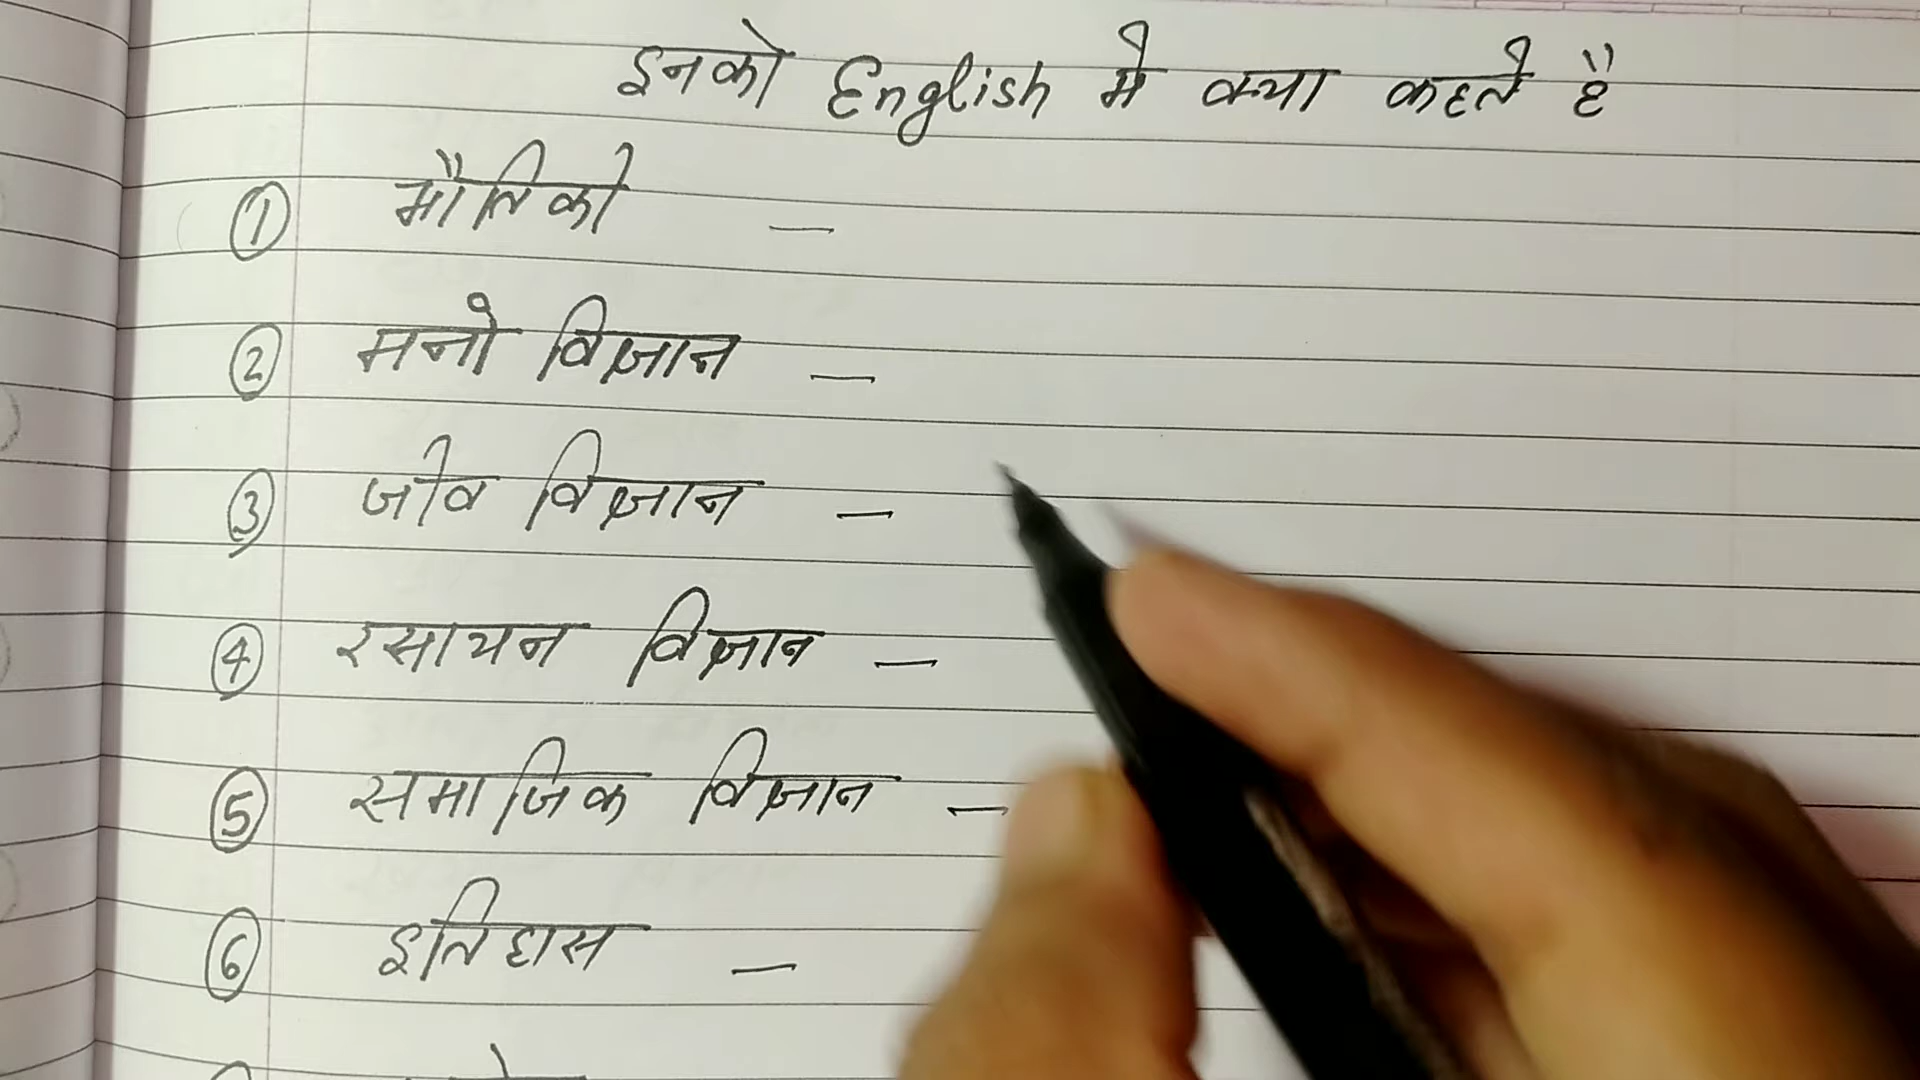 इनको English मे क्या कहते है
① भौतिकी —
② मनो विज्ञान —
③ जीव विज्ञान —
④ रसायन विज्ञान —
⑤ समाजिक विज्ञान —
⑥ इतिहास —